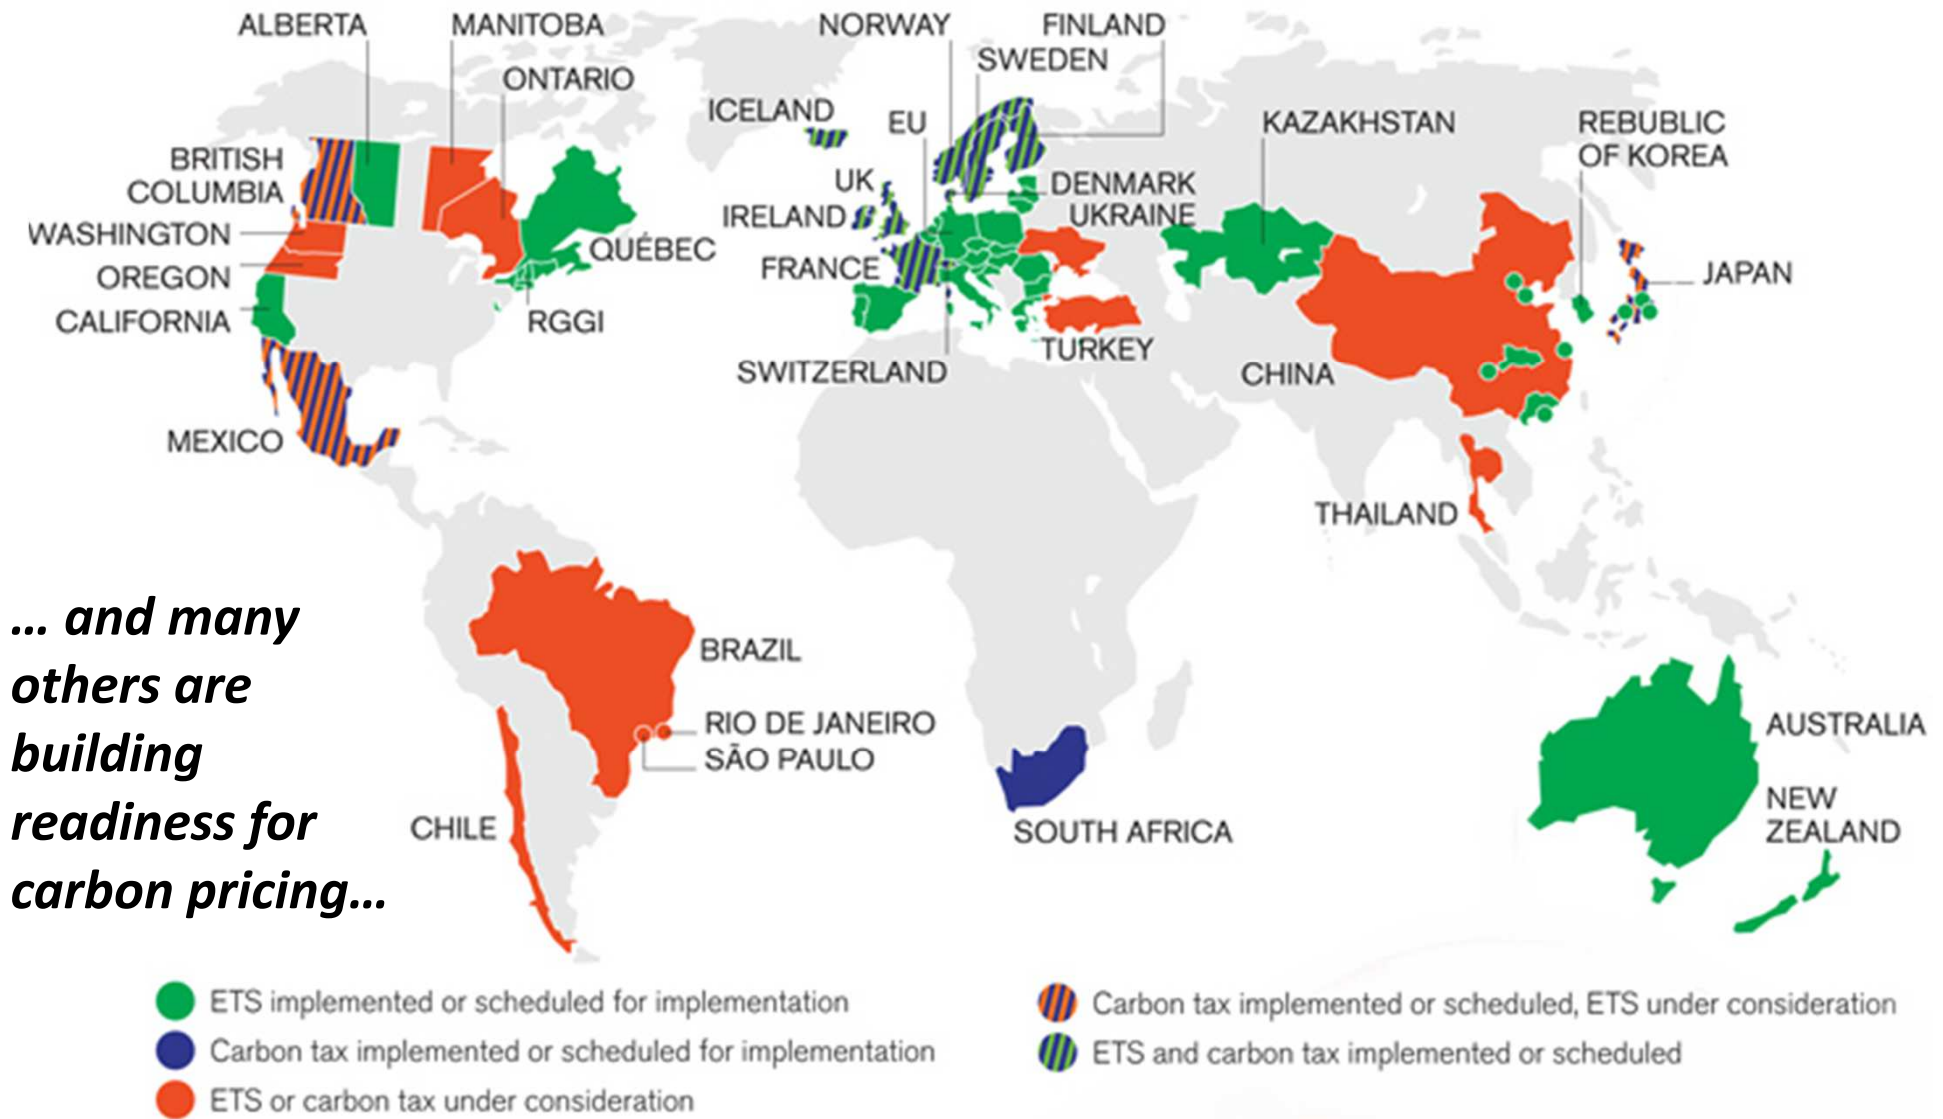 ALBERTA
MANITOBA
NORWAY
FINLAND
SWEDEN
ONTARIO
ICELAND
EU
KAZAKHSTAN
REBUBLIC
OF KOREA
BRITISH
COLUMBIA
UK
DENMARK
IRELAND
UKRAINE
WASHINGTON
QUÉBEC
OREGON
FRANCE
JAPAN
CALIFORNIA
RGGI
TURKEY
SWITZERLAND
CHINA
MEXICO
THAILAND
... and many
others are
building
readiness for
carbon pricing...
BRAZIL
RIO DE JANEIRO
SÃO PAULO
CHILE
SOUTH AFRICA
AUSTRALIA
NEW
ZEALAND
ETS implemented or scheduled for implementation
Carbon tax implemented or scheduled for implementation
ETS or carbon tax under consideration
Carbon tax implemented or scheduled, ETS under consideration
ETS and carbon tax implemented or scheduled